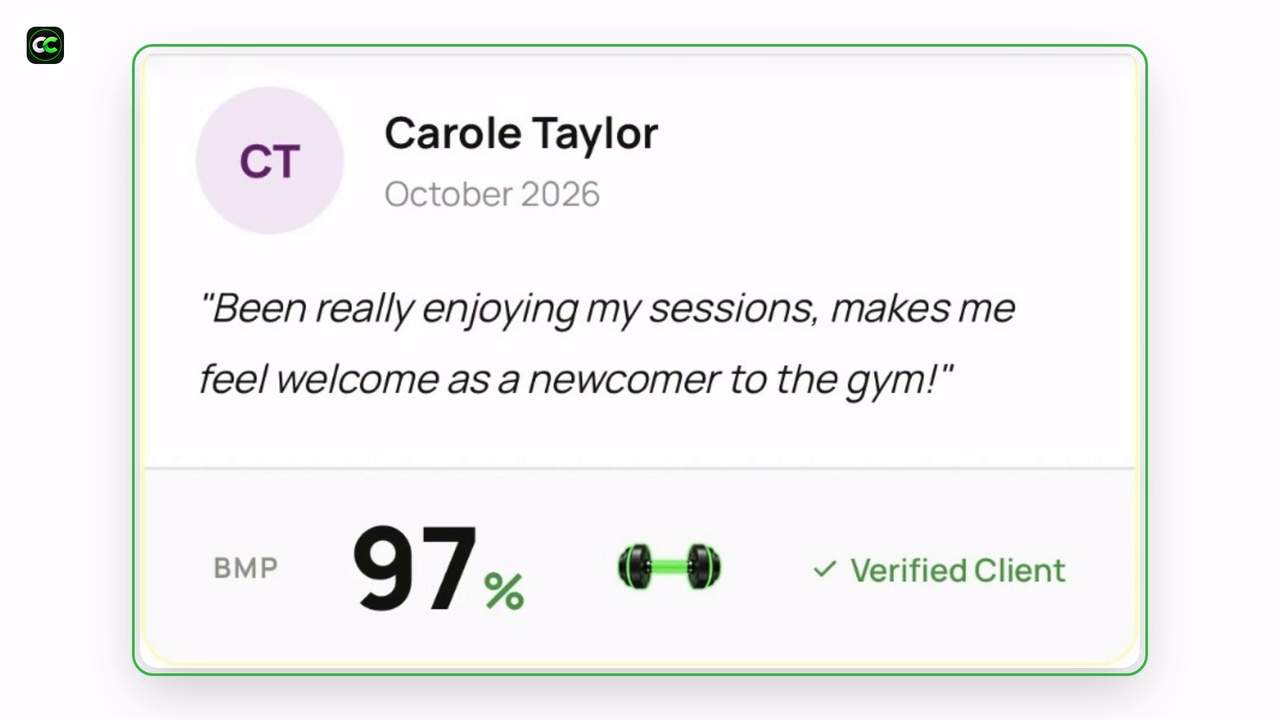 CC
CT
Carole Taylor
October 2026
"Been really enjoying my sessions, makes me
feel welcome as a newcomer to the gym!"
BMP
97%
✓ Verified Client